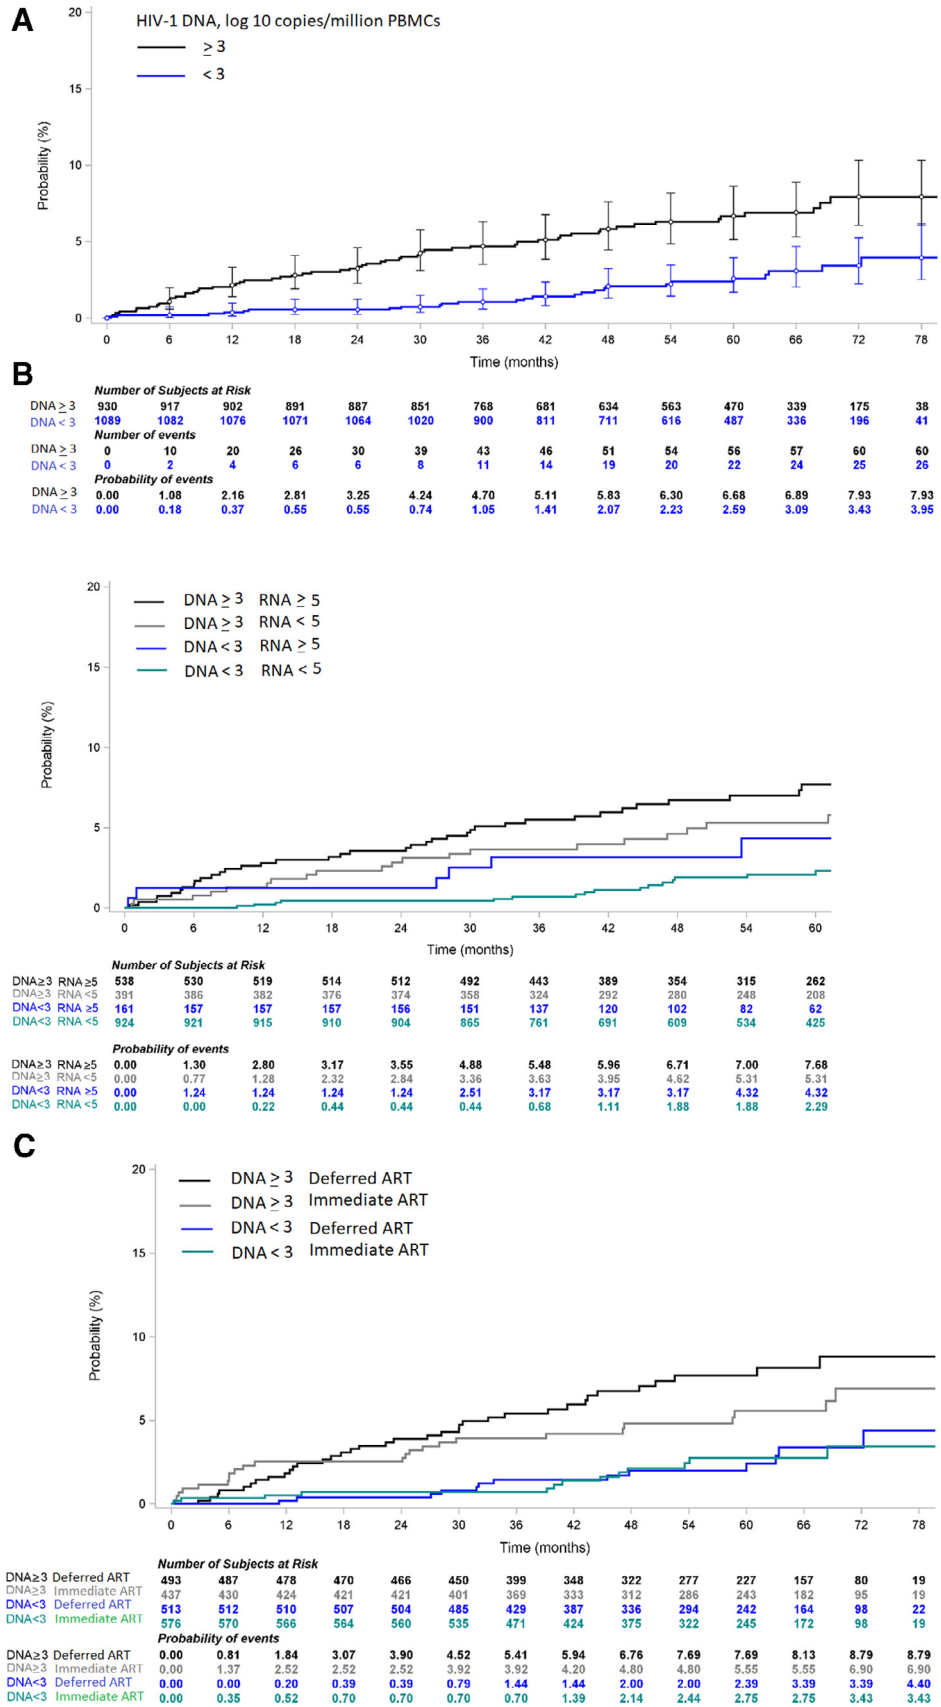 A
HIV-1 DNA, log 10 copies/million PBMCs
≥ 3
< 3
20
15
10
5
0
Probability (%)
0 6 12 18 24 30 36 42 48 54 60 66 72 78
Time (months)
B
Number of Subjects at Risk
DNA ≥ 3 930 917 902 891 887 851 768 681 634 563 470 339 175 38
DNA < 3 1089 1082 1076 1071 1064 1020 900 811 711 616 487 336 196 41
Number of events
DNA ≥ 3 0 10 20 26 30 39 43 46 51 54 56 57 60 60
DNA < 3 0 2 4 6 6 8 11 14 19 20 22 24 25 26
Probability of events
DNA ≥ 3 0.00 1.08 2.16 2.81 3.25 4.24 4.70 5.11 5.83 6.30 6.68 6.89 7.93 7.93
DNA < 3 0.00 0.18 0.37 0.55 0.55 0.74 1.05 1.41 2.07 2.23 2.59 3.09 3.43 3.95
DNA ≥ 3 RNA ≥ 5
DNA ≥ 3 RNA < 5
DNA < 3 RNA ≥ 5
DNA < 3 RNA < 5
20
15
10
5
0
Probability (%)
0 6 12 18 24 30 36 42 48 54 60
Time (months)
Number of Subjects at Risk
DNA≥3 RNA≥5 538 530 519 514 512 492 443 389 354 315 262
DNA≥3 RNA<5 391 386 382 376 374 358 324 292 280 248 208
DNA<3 RNA ≥5 161 157 157 157 156 151 137 120 102 82 62
DNA<3 RNA <5 924 921 915 910 904 865 761 691 609 534 425
Probability of events
DNA≥3 RNA≥5 0.00 1.30 2.80 3.17 3.55 4.88 5.48 5.96 6.71 7.00 7.68
DNA≥3 RNA<5 0.00 0.77 1.28 2.32 2.84 3.36 3.63 3.95 4.62 5.31 5.31
DNA<3 RNA ≥5 0.00 1.24 1.24 1.24 1.24 2.51 3.17 3.17 3.17 4.32 4.32
DNA<3 RNA <5 0.00 0.00 0.22 0.44 0.44 0.44 0.68 1.11 1.88 1.88 2.29
C
DNA ≥ 3 Deferred ART
DNA ≥ 3 Immediate ART
DNA < 3 Deferred ART
DNA < 3 Immediate ART
20
15
10
5
0
Probability (%)
0 6 12 18 24 30 36 42 48 54 60 66 72 78
Time (months)
Number of Subjects at Risk
DNA≥3 Deferred ART 493 487 478 470 466 450 399 348 322 277 227 157 80 19
DNA≥3 Immediate ART 437 430 424 421 421 401 369 333 312 286 243 182 95 19
DNA<3 Deferred ART 513 512 510 507 504 485 429 387 336 294 242 164 98 22
DNA<3 Immediate ART 576 570 566 564 560 535 471 424 375 322 245 172 98 19
Probability of events
DNA≥3 Deferred ART 0.00 0.81 1.84 3.07 3.90 4.52 5.41 5.94 6.76 7.69 7.69 8.13 8.79 8.79
DNA≥3 Immediate ART 0.00 1.37 2.52 2.52 2.52 3.92 3.92 4.20 4.80 4.80 5.55 5.55 6.90 6.90
DNA<3 Deferred ART 0.00 0.00 0.20 0.39 0.39 0.79 1.44 1.44 2.00 2.00 2.39 3.39 3.39 4.40
DNA<3 Immediate ART 0.00 0.35 0.52 0.70 0.70 0.70 0.70 1.39 2.14 2.44 2.75 2.75 3.43 3.43